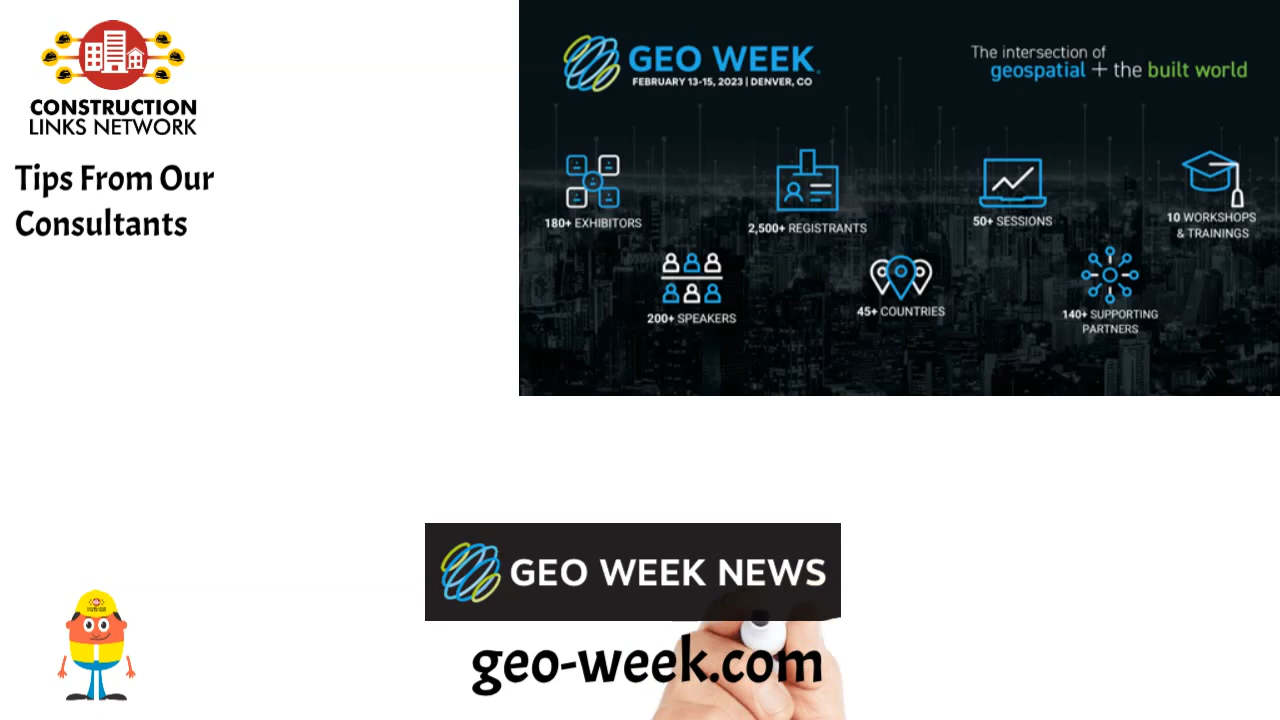 CONSTRUCTION
LINKS NETWORK
Tips From Our
Consultants
GEO WEEK
FEBRUARY 13-15, 2023 | DENVER, CO
The intersection of
geospatial + the built world
180+ EXHIBITORS
2,500+ REGISTRANTS
50+ SESSIONS
10 WORKSHOPS
& TRAININGS
200+ SPEAKERS
45+ COUNTRIES
140+ SUPPORTING
PARTNERS
GEO WEEK NEWS
geo-week.com